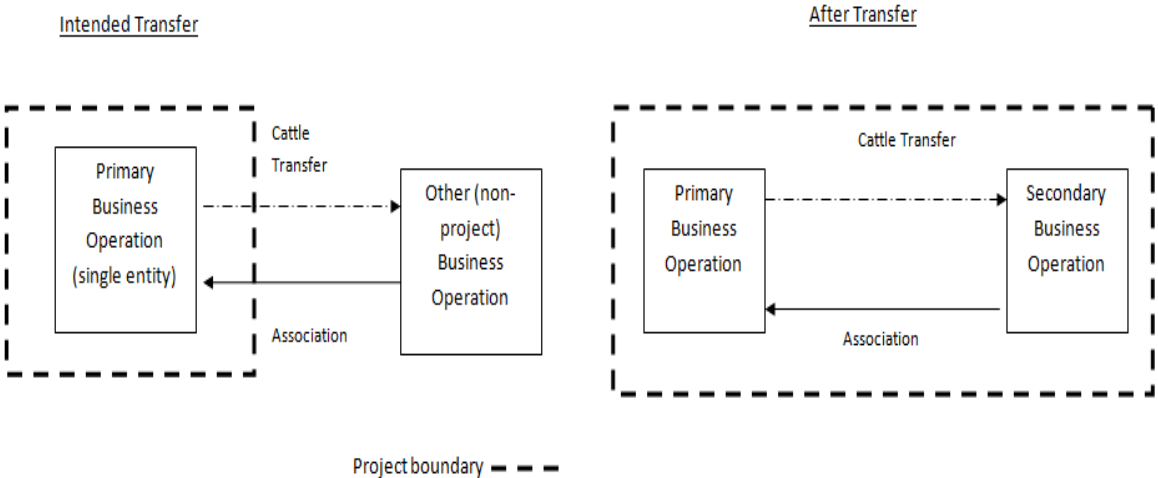 Intended Transfer
Cattle
Transfer
Primary
Business
Operation
(single entity)
Other (non-
project)
Business
Operation
Association
After Transfer
Cattle Transfer
Primary
Business
Operation
Secondary
Business
Operation
Association
Project boundary